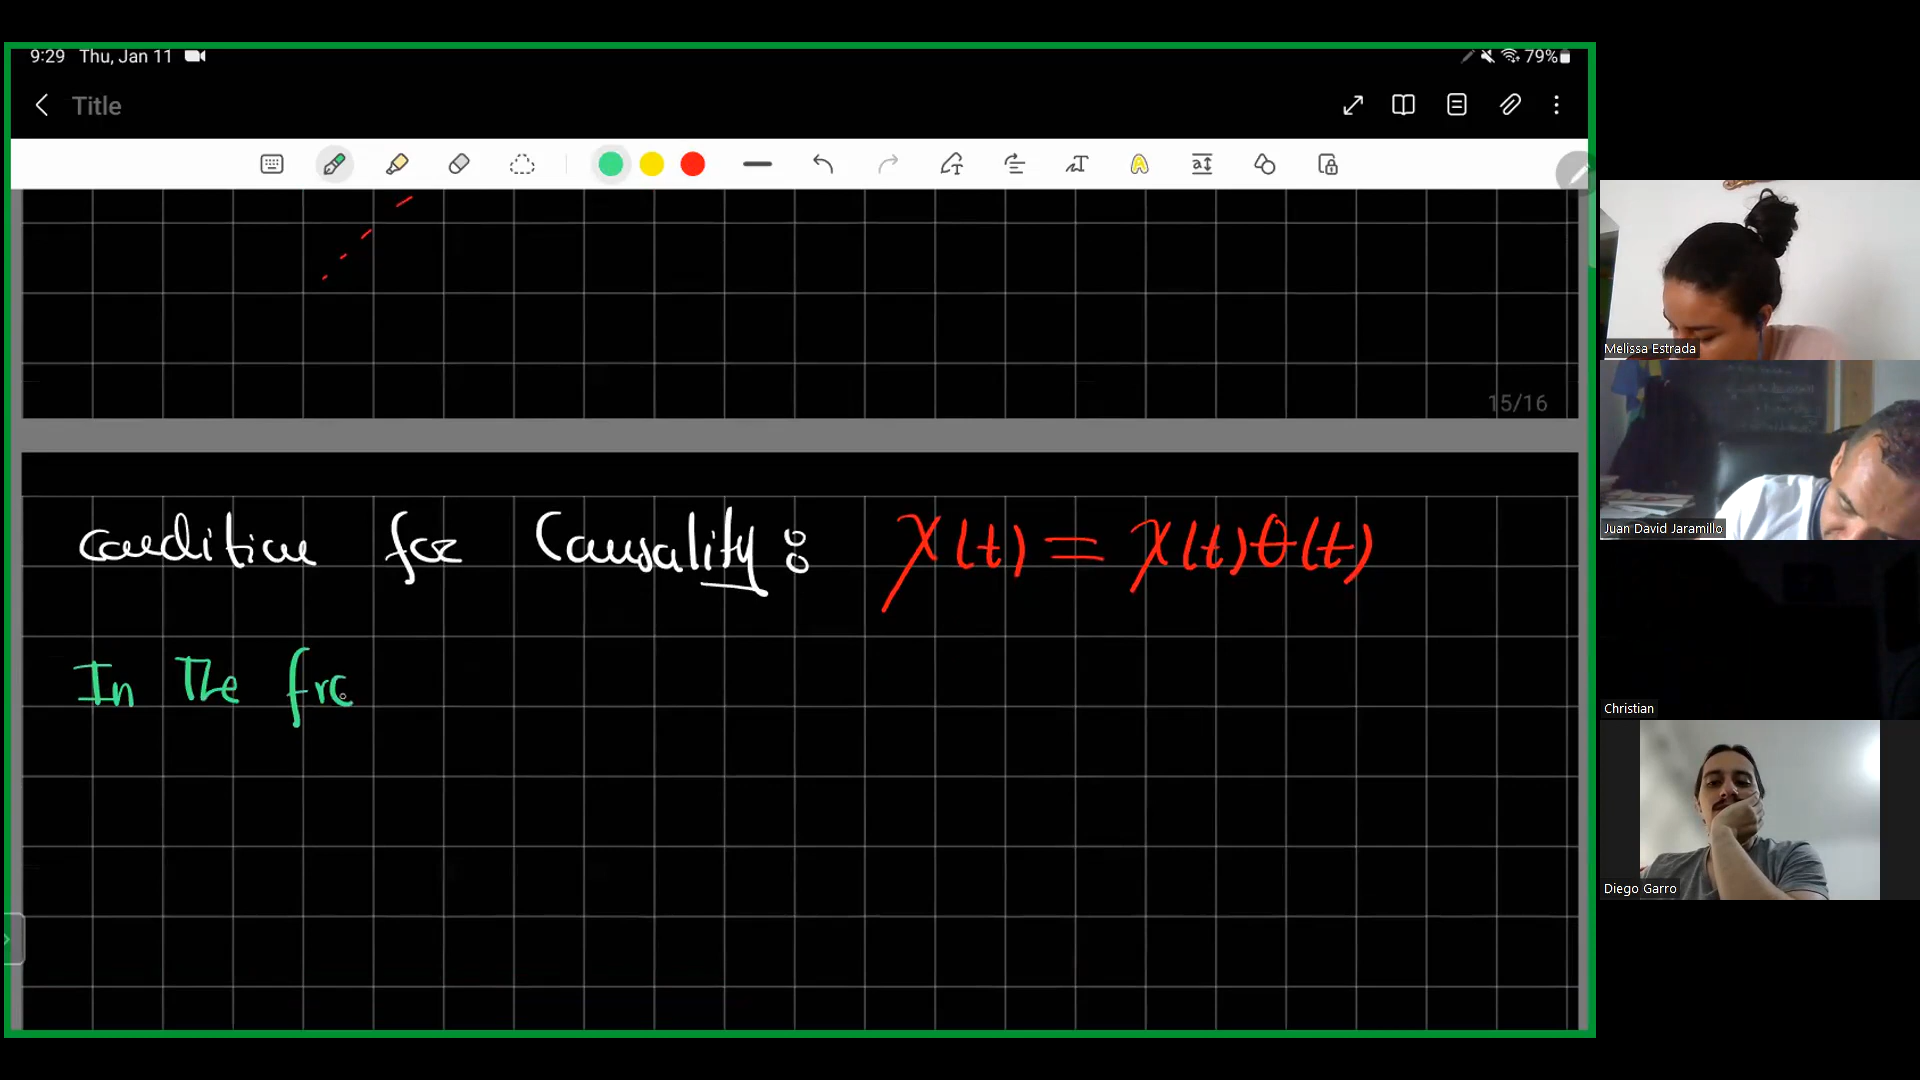 9:29 Thu, Jan 11 79%
Title
15/16
Condition for Causality: χ(t) = χ(t)θ(t)
In The fre
Melissa Estrada
Juan David Jaramillo
Christian
Diego Garro